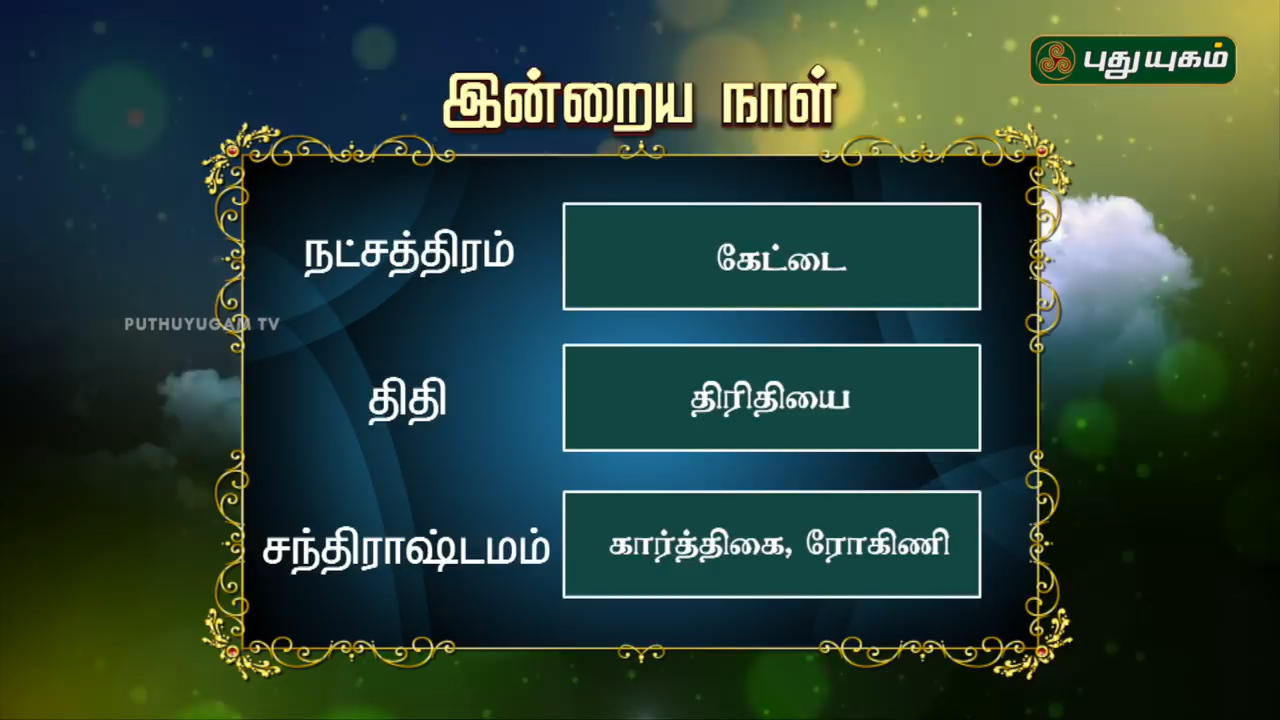 புதுயுகம்
இன்றைய நாள்
நட்சத்திரம் கேட்டை
PUTHUYUGAM TV
திதி திரிதியை
சந்திராஷ்டமம் கார்த்திகை, ரோகிணி